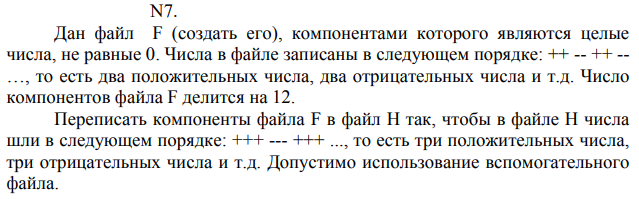 N7.
Дан файл F (создать его), компонентами которого являются целые
числа, не равные 0. Числа в файле записаны в следующем порядке: ++ -- ++ --
…, то есть два положительных числа, два отрицательных числа и т.д. Число
компонентов файла F делится на 12.
Переписать компоненты файла F в файл H так, чтобы в файле H числа
шли в следующем порядке: +++ --- +++ ..., то есть три положительных числа,
три отрицательных числа и т.д. Допустимо использование вспомогательного
файла.